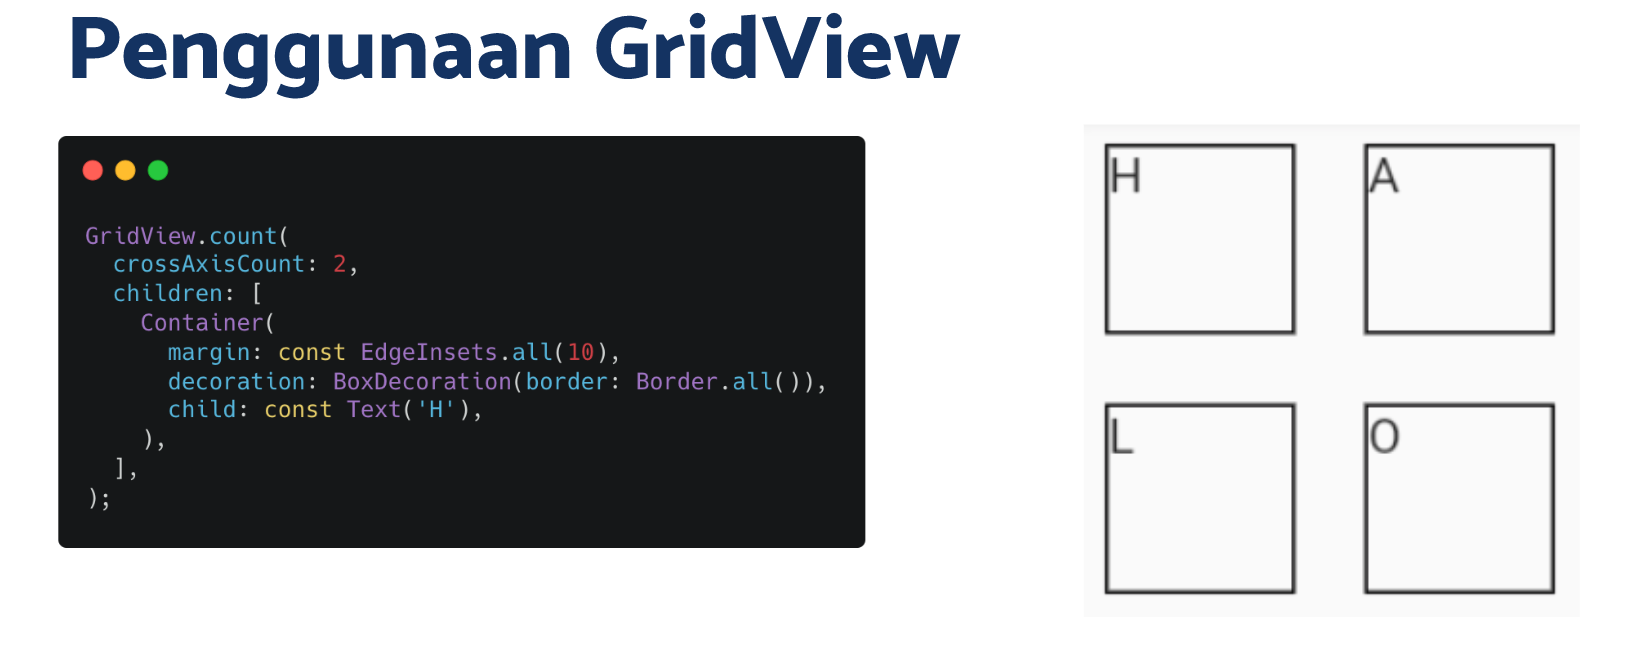 Penggunaan GridView
GridView.count(
  crossAxisCount: 2,
  children: [
    Container(
      margin: const EdgeInsets.all(10),
      decoration: BoxDecoration(border: Border.all()),
      child: const Text('H'),
    ),
  ],
);
H A
L O